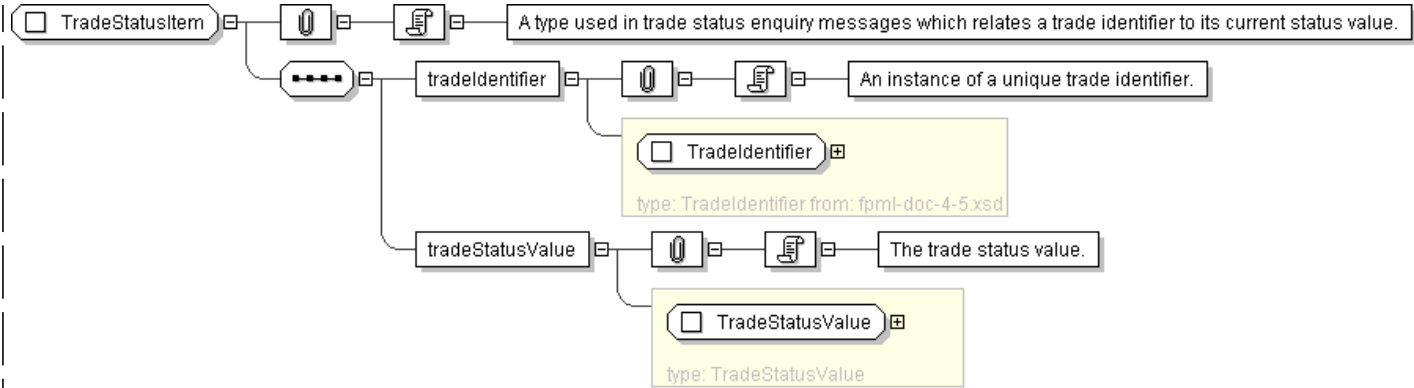 TradeStatusItem A type used in trade status enquiry messages which relates a trade identifier to its current status value.
tradeIdentifier An instance of a unique trade identifier.
TradeIdentifier
type: TradeIdentifier from: fpml-doc-4-5.xsd
tradeStatusValue The trade status value.
TradeStatusValue
type: TradeStatusValue